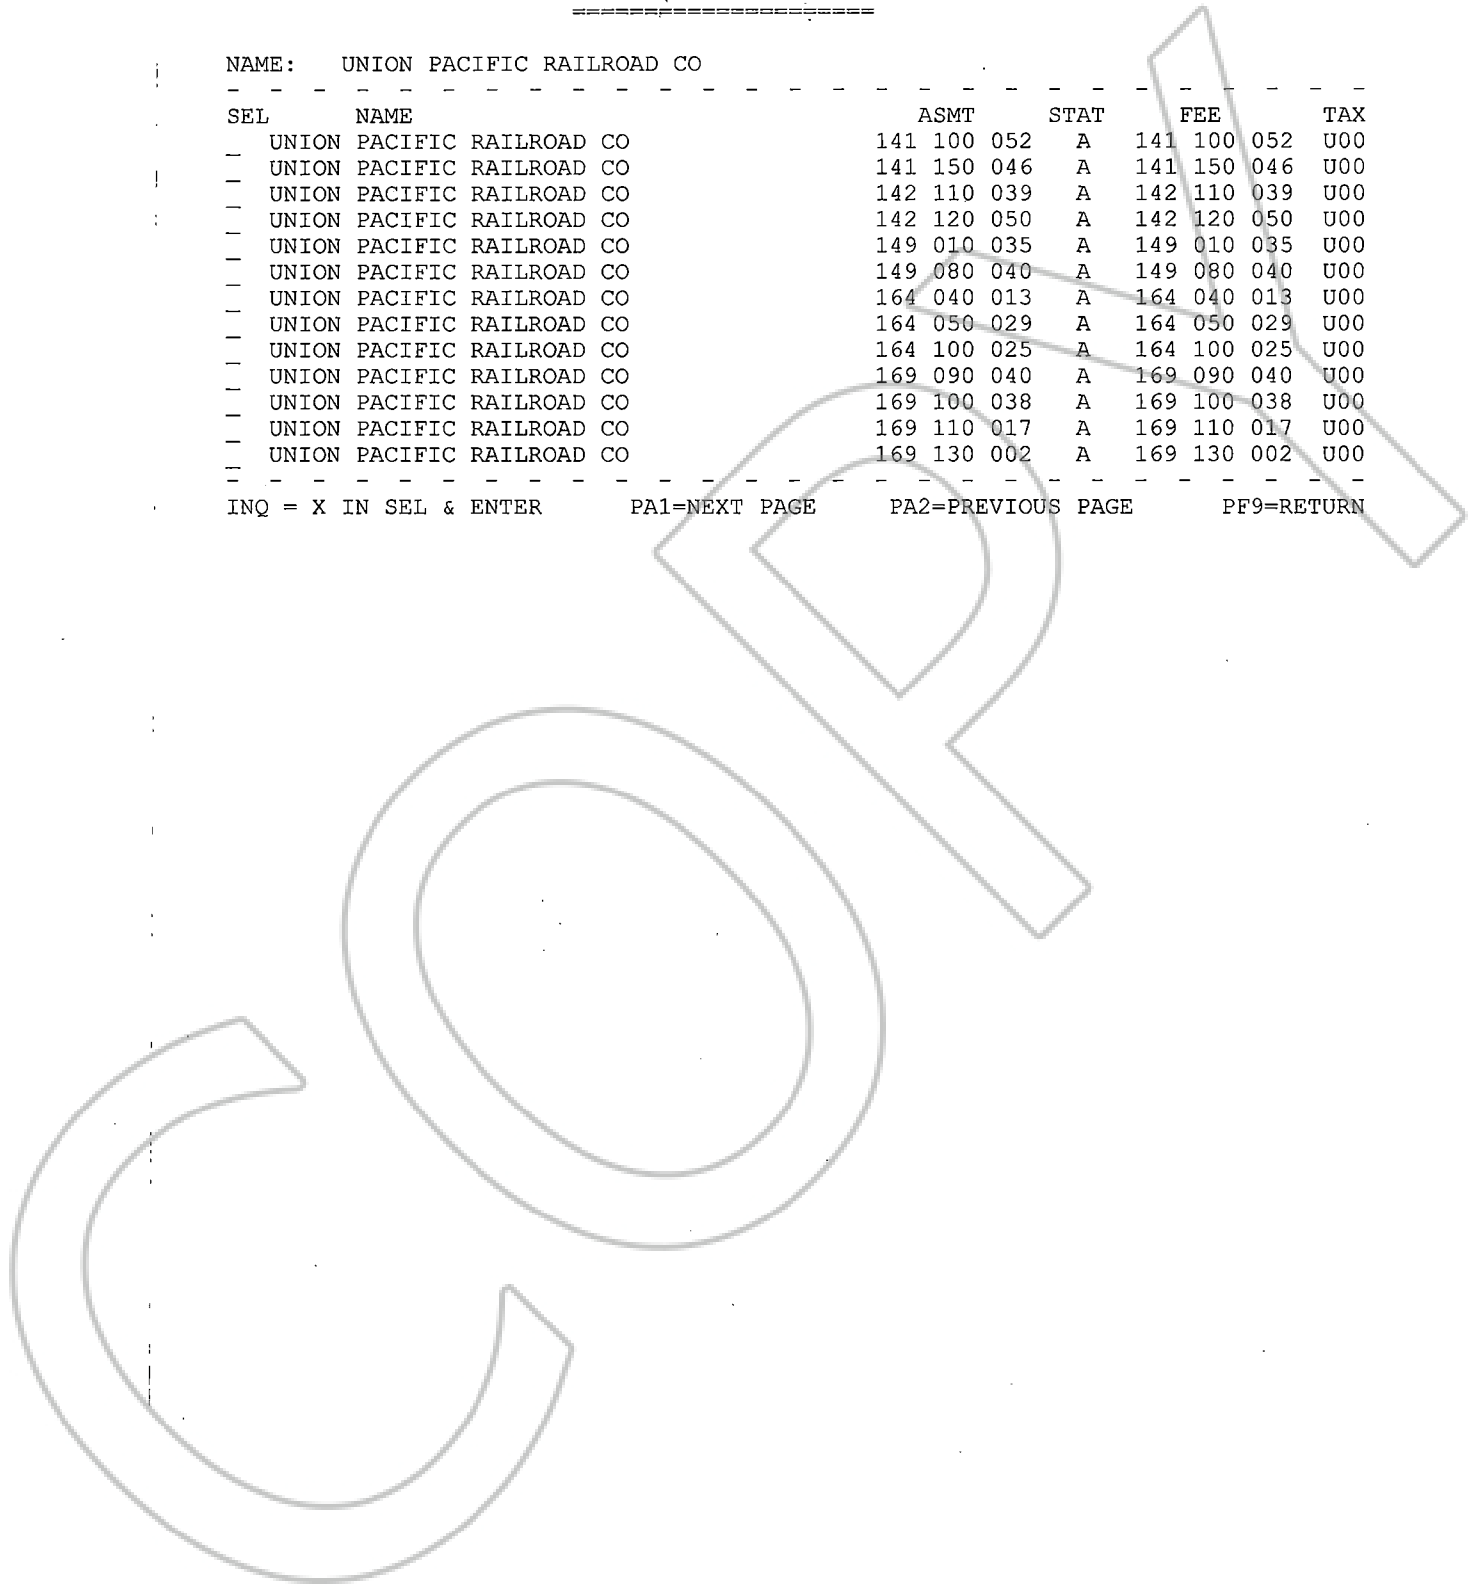 =====================
NAME: UNION PACIFIC RAILROAD CO
- - - - - - - - - - - - - - - - - - - - - - - - - - -
SEL NAME ASMT STAT FEE TAX
_ UNION PACIFIC RAILROAD CO 141 100 052 A 141 100 052 U00
_ UNION PACIFIC RAILROAD CO 141 150 046 A 141 150 046 U00
_ UNION PACIFIC RAILROAD CO 142 110 039 A 142 110 039 U00
_ UNION PACIFIC RAILROAD CO 142 120 050 A 142 120 050 U00
_ UNION PACIFIC RAILROAD CO 149 010 035 A 149 010 035 U00
_ UNION PACIFIC RAILROAD CO 149 080 040 A 149 080 040 U00
_ UNION PACIFIC RAILROAD CO 164 040 013 A 164 040 013 U00
_ UNION PACIFIC RAILROAD CO 164 050 029 A 164 050 029 U00
_ UNION PACIFIC RAILROAD CO 164 100 025 A 164 100 025 U00
_ UNION PACIFIC RAILROAD CO 169 090 040 A 169 090 040 U00
_ UNION PACIFIC RAILROAD CO 169 100 038 A 169 100 038 U00
_ UNION PACIFIC RAILROAD CO 169 110 017 A 169 110 017 U00
_ UNION PACIFIC RAILROAD CO 169 130 002 A 169 130 002 U00
- - - - - - - - - - - - - - - - - - - - - - - - - - -
INQ = X IN SEL & ENTER PA1=NEXT PAGE PA2=PREVIOUS PAGE PF9=RETURN
COPY